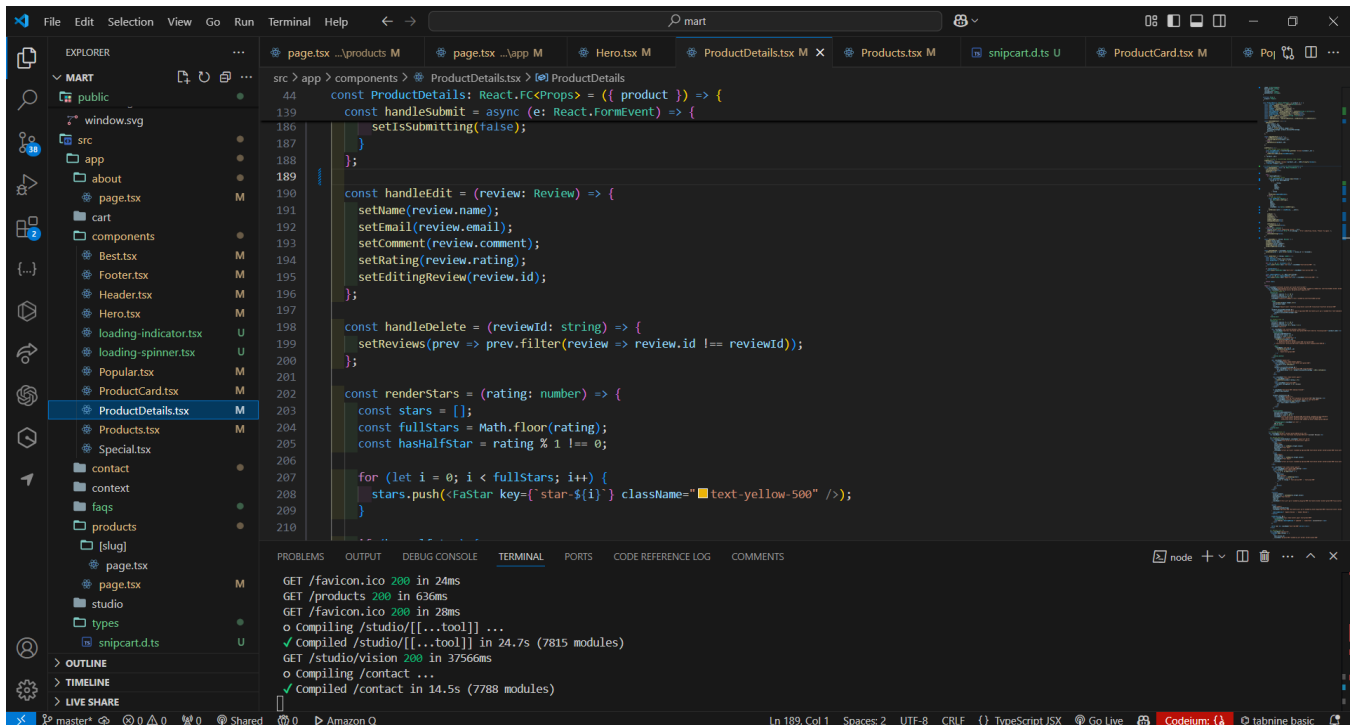 File Edit Selection View Go Run Terminal Help
mart
EXPLORER
page.tsx ...\products M
page.tsx ...\app M
Hero.tsx M
ProductDetails.tsx M
Products.tsx M
snipcart.d.ts U
ProductCard.tsx M
MART
public
window.svg
src
app
about
page.tsx M
cart
components
Best.tsx M
Footer.tsx M
Header.tsx M
Hero.tsx M
loading-indicator.tsx U
loading-spinner.tsx U
Popular.tsx M
ProductCard.tsx M
ProductDetails.tsx M
Products.tsx M
Special.tsx
contact
context
faqs
products
[slug]
page.tsx
page.tsx M
studio
types
snipcart.d.ts U
OUTLINE
TIMELINE
LIVE SHARE
38
2
src > app > components > ProductDetails.tsx > ProductDetails
44 const ProductDetails: React.FC<Props> = ({ product }) => {
139 const handleSubmit = async (e: React.FormEvent) => {
186 setIsSubmitting(false);
187 }
188 };
189
190 const handleEdit = (review: Review) => {
191 setName(review.name);
192 setEmail(review.email);
193 setComment(review.comment);
194 setRating(review.rating);
195 setEditingReview(review.id);
196 };
197
198 const handleDelete = (reviewId: string) => {
199 setReviews(prev => prev.filter(review => review.id !== reviewId));
200 };
201
202 const renderStars = (rating: number) => {
203 const stars = [];
204 const fullStars = Math.floor(rating);
205 const hasHalfStar = rating % 1 !== 0;
206
207 for (let i = 0; i < fullStars; i++) {
208 stars.push(<FaStar key={`star-${i}`} className="text-yellow-500" />);
209 }
210
PROBLEMS OUTPUT DEBUG CONSOLE TERMINAL PORTS CODE REFERENCE LOG COMMENTS
node
GET /favicon.ico 200 in 24ms
GET /products 200 in 636ms
GET /favicon.ico 200 in 28ms
o Compiling /studio/[[...tool]] ...
✓ Compiled /studio/[[...tool]] in 24.7s (7815 modules)
GET /studio/vision 200 in 37566ms
o Compiling /contact ...
✓ Compiled /contact in 14.5s (7788 modules)
master* 0 0 0 Shared 0 Amazon Q Ln 189, Col 1 Spaces: 2 UTF-8 CRLF {} TypeScript JSX Go Live Codeium: {} tabnine basic